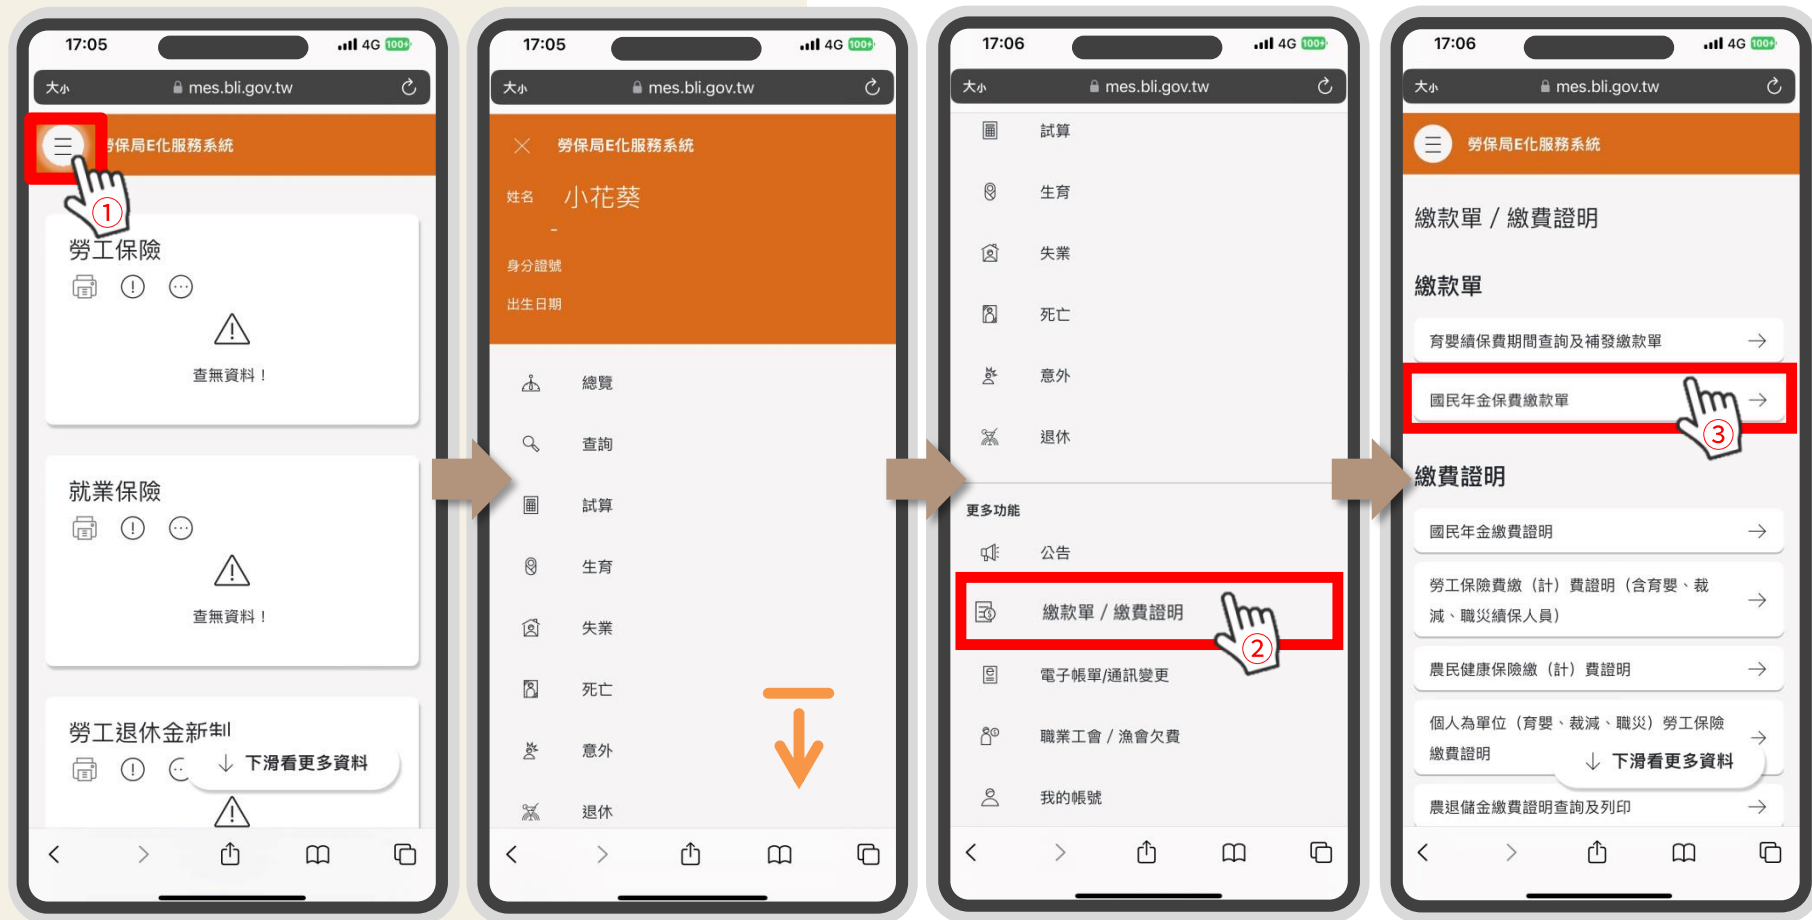 17:05
4G 100
大小
mes.bli.gov.tw
勞保局E化服務系統
①
勞工保險
查無資料！
就業保險
查無資料！
勞工退休金新制
下滑看更多資料
17:05
4G 100
大小
mes.bli.gov.tw
勞保局E化服務系統
姓名 小花葵
-
身分證號
出生日期
總覽
查詢
試算
生育
失業
死亡
意外
退休
17:06
4G 100
大小
mes.bli.gov.tw
試算
生育
失業
死亡
意外
退休
更多功能
公告
繳款單 / 繳費證明
②
電子帳單/通訊變更
職業工會 / 漁會欠費
我的帳號
17:06
4G 100
大小
mes.bli.gov.tw
勞保局E化服務系統
繳款單 / 繳費證明
繳款單
育嬰續保費期間查詢及補發繳款單
國民年金保費繳款單
③
繳費證明
國民年金繳費證明
勞工保險費繳（計）費證明（含育嬰、裁
減、職災續保人員）
農民健康保險繳（計）費證明
個人為單位（育嬰、裁減、職災）勞工保險
繳費證明
下滑看更多資料
農退儲金繳費證明查詢及列印